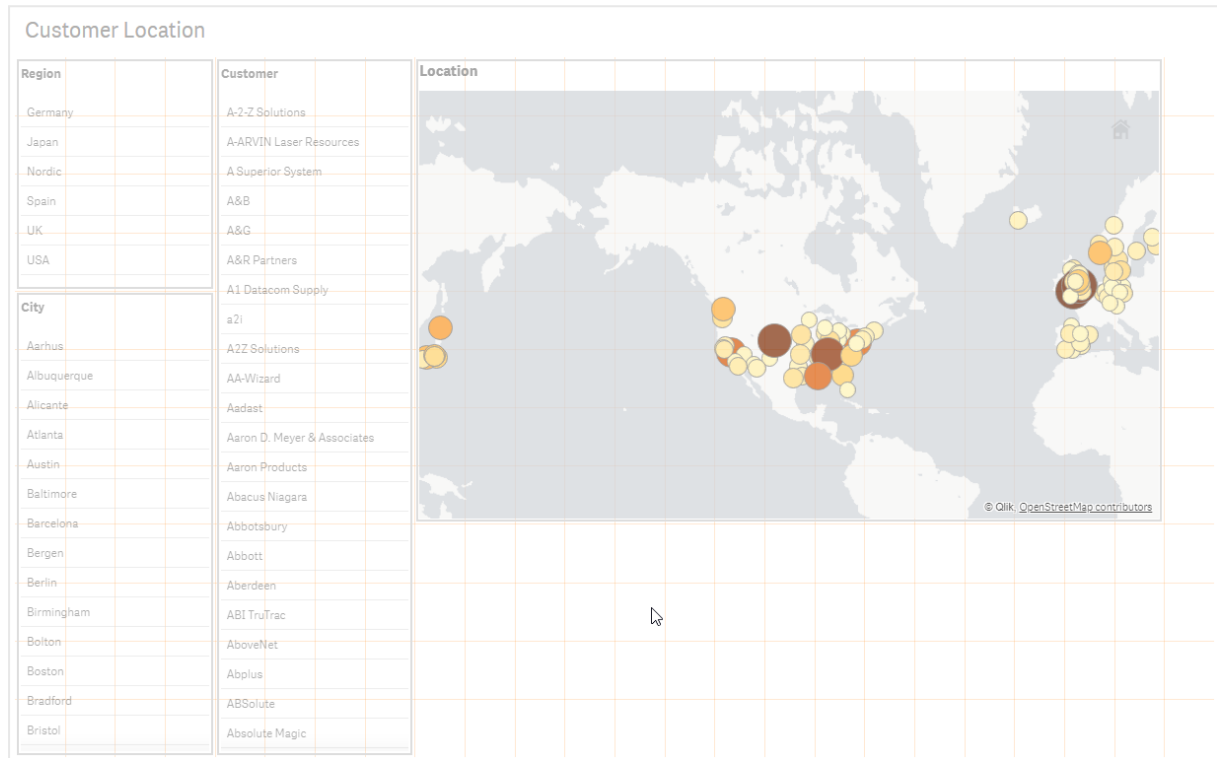 Customer Location
Region
Germany
Japan
Nordic
Spain
UK
USA
City
Aarhus
Albuquerque
Alicante
Atlanta
Austin
Baltimore
Barcelona
Bergen
Berlin
Birmingham
Bolton
Boston
Bradford
Bristol
Customer
A-2-Z Solutions
A-ARVIN Laser Resources
A Superior System
A&B
A&G
A&R Partners
A1 Datacom Supply
a2i
A2Z Solutions
AA-Wizard
Aadast
Aaron D. Meyer & Associates
Aaron Products
Abacus Niagara
Abbotsbury
Abbott
Aberdeen
ABI TruTrac
AboveNet
Abplus
ABSolute
Absolute Magic
Location
© Qlik, OpenStreetMap contributors